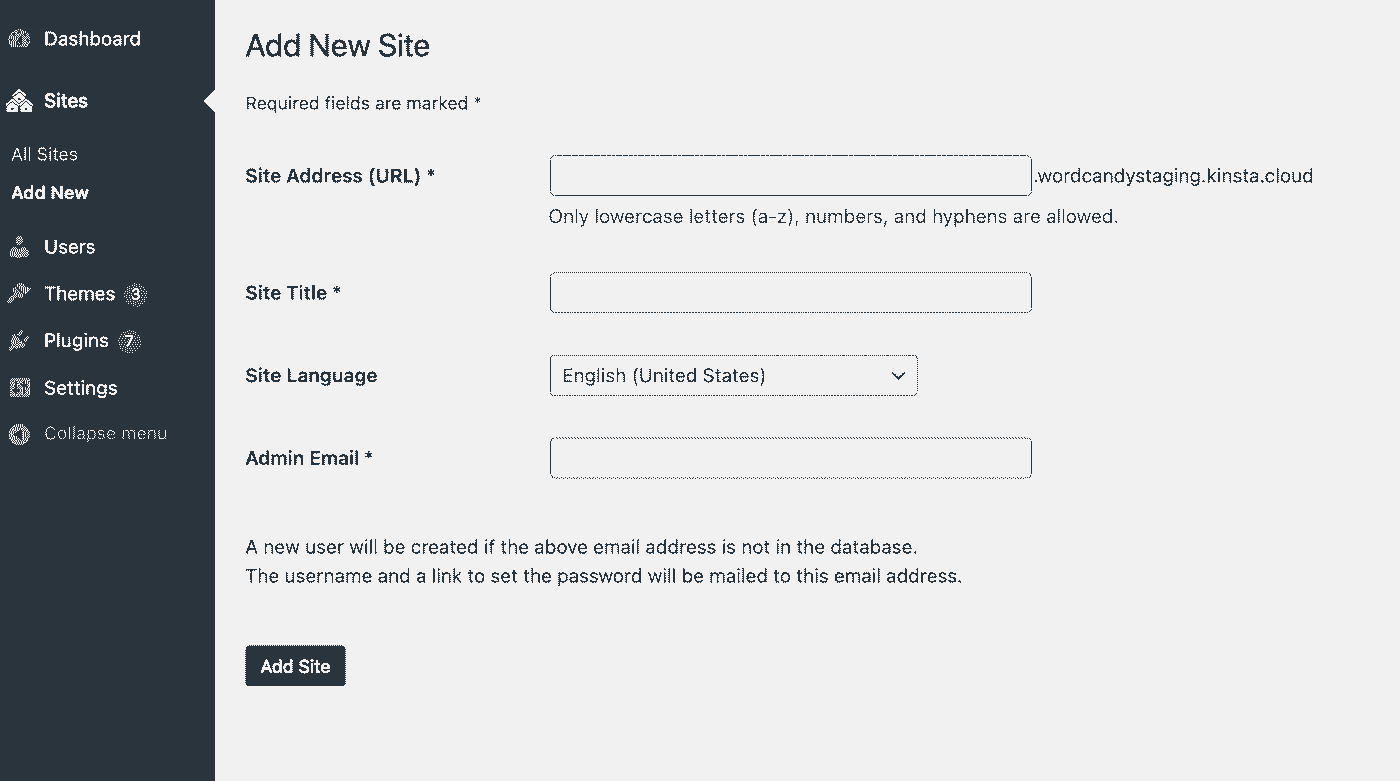 Dashboard
Sites
All Sites
Add New
Users
Themes 3
Plugins 7
Settings
Collapse menu
Add New Site
Required fields are marked *
Site Address (URL) *
.wordcandystaging.kinsta.cloud
Only lowercase letters (a-z), numbers, and hyphens are allowed.
Site Title *
Site Language
English (United States)
Admin Email *
A new user will be created if the above email address is not in the database.
The username and a link to set the password will be mailed to this email address.
Add Site